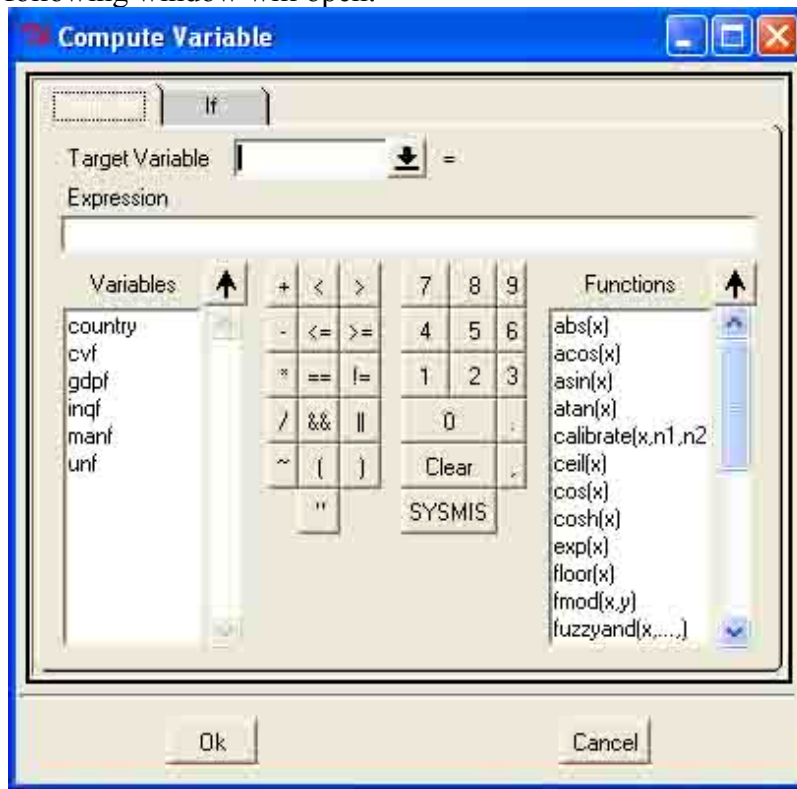 following window will open:
Compute Variable
If
Target Variable =
Expression
Variables
country
cvf
gdpf
inqf
manf
unf
+ < >
- <= >=
* == !=
/ && ||
~ ( )
"
7 8 9
4 5 6
1 2 3
0 .
Clear ,
SYSMIS
Functions
abs(x)
acos(x)
asin(x)
atan(x)
calibrate(x,n1,n2
ceil(x)
cos(x)
cosh(x)
exp(x)
floor(x)
fmod(x,y)
fuzzyand(x,...,)
Ok
Cancel